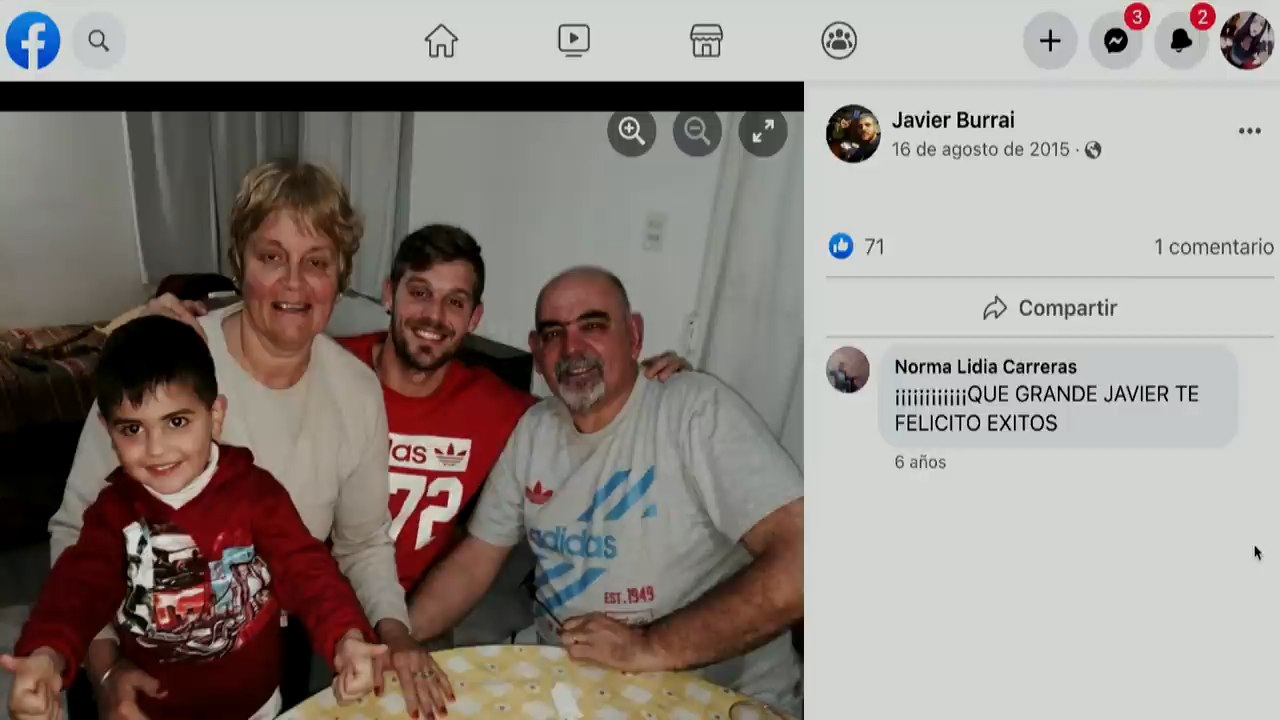 3
2
Javier Burrai
16 de agosto de 2015 ·
71
1 comentario
Compartir
Norma Lidia Carreras
¡¡¡¡¡¡¡¡¡¡¡¡QUE GRANDE JAVIER TE
FELICITO EXITOS
6 años
das
72
adidas
EST.1949